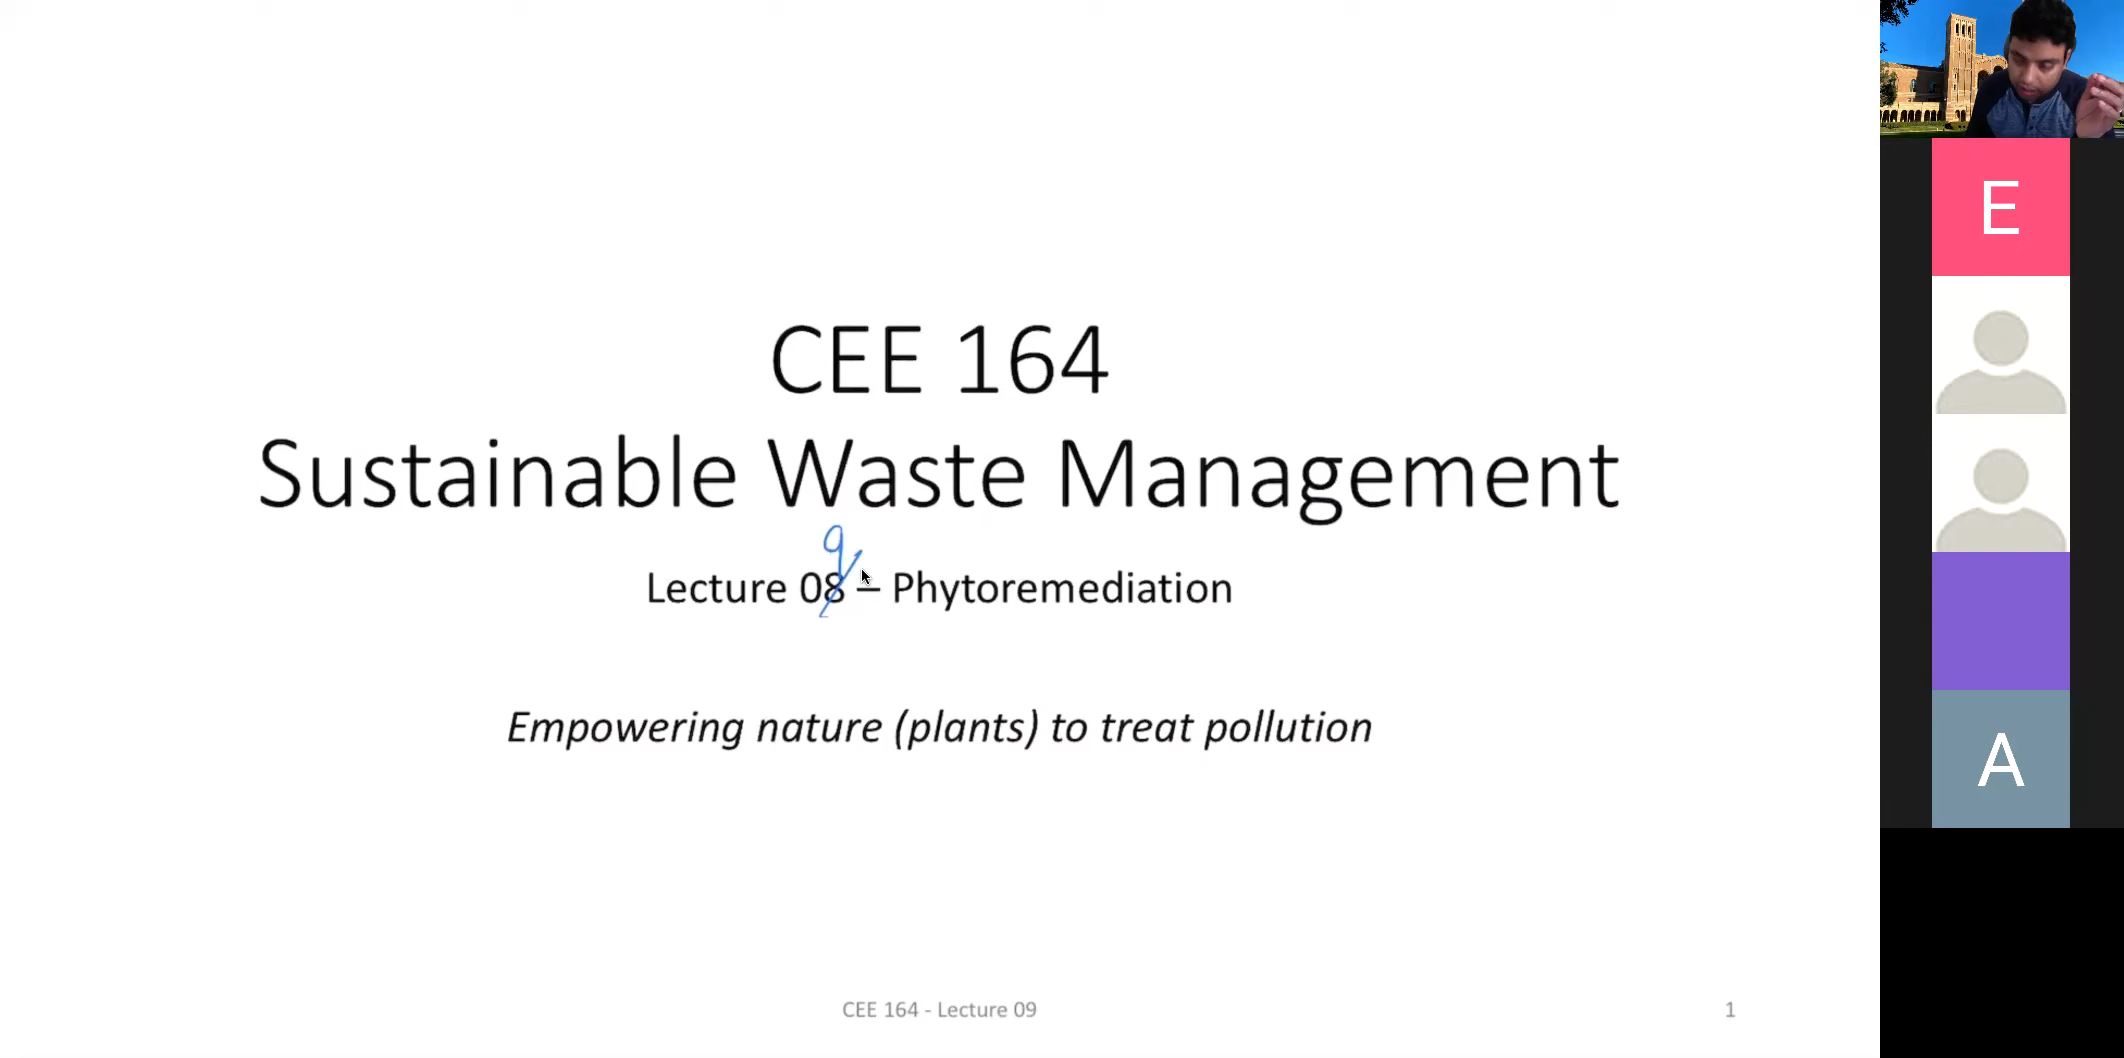 CEE 164
Sustainable Waste Management
9
Lecture 08 – Phytoremediation
Empowering nature (plants) to treat pollution
CEE 164 - Lecture 09
1
E
A